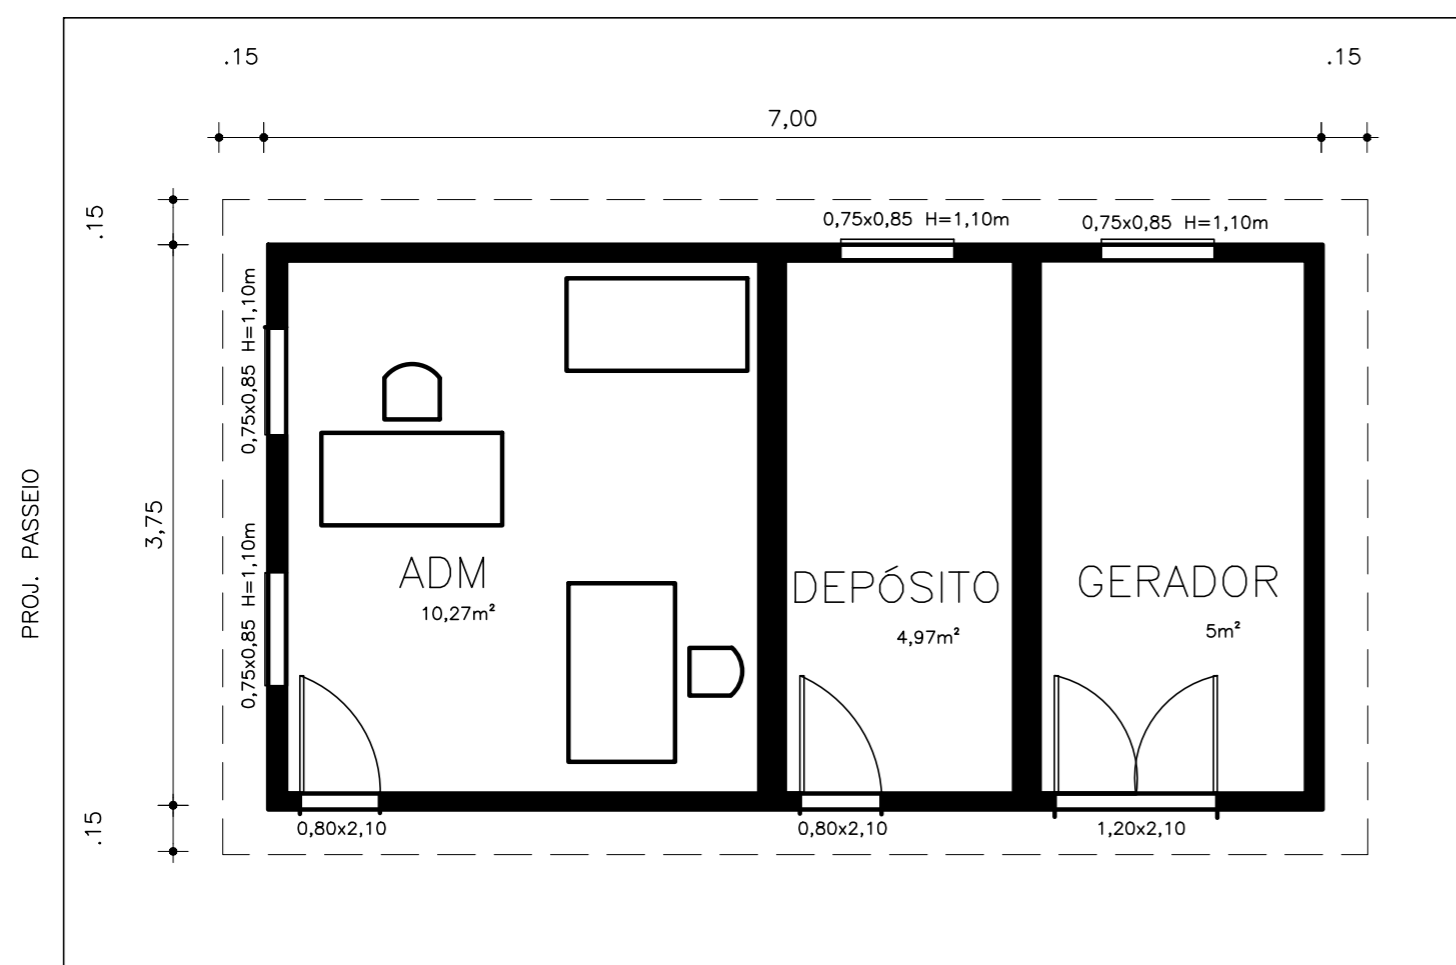 .15
.15
7,00
.15
0,75x0,85 H=1,10m
0,75x0,85 H=1,10m
0,75x0,85 H=1,10m
3,75
PROJ. PASSEIO
0,75x0,85 H=1,10m
ADM
10,27m²
DEPÓSITO
4,97m²
GERADOR
5m²
.15
0,80x2,10
0,80x2,10
1,20x2,10